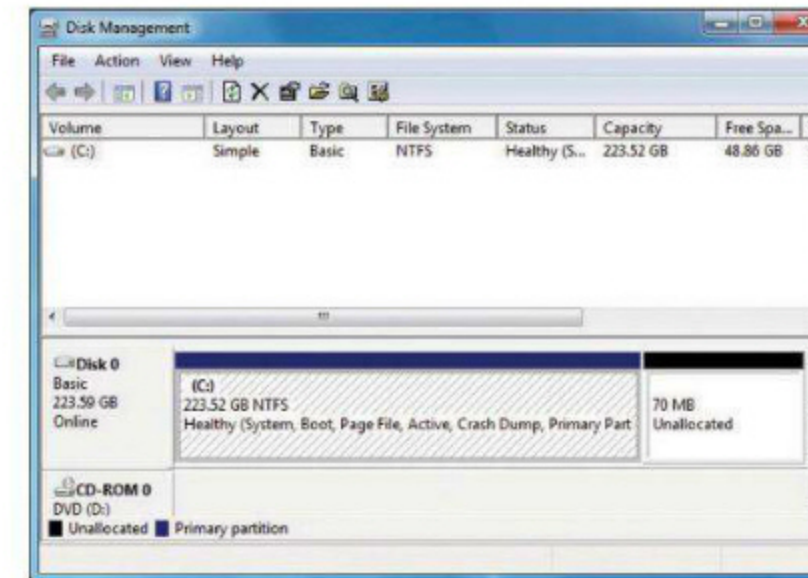 Disk Management
File Action View Help
Volume Layout Type File System Status Capacity Free Spa...
(C:) Simple Basic NTFS Healthy (S... 223.52 GB 48.86 GB
Disk 0
Basic
223.59 GB
Online
(C:)
223.52 GB NTFS
Healthy (System, Boot, Page File, Active, Crash Dump, Primary Part
70 MB
Unallocated
CD-ROM 0
DVD (D:)
Unallocated Primary partition